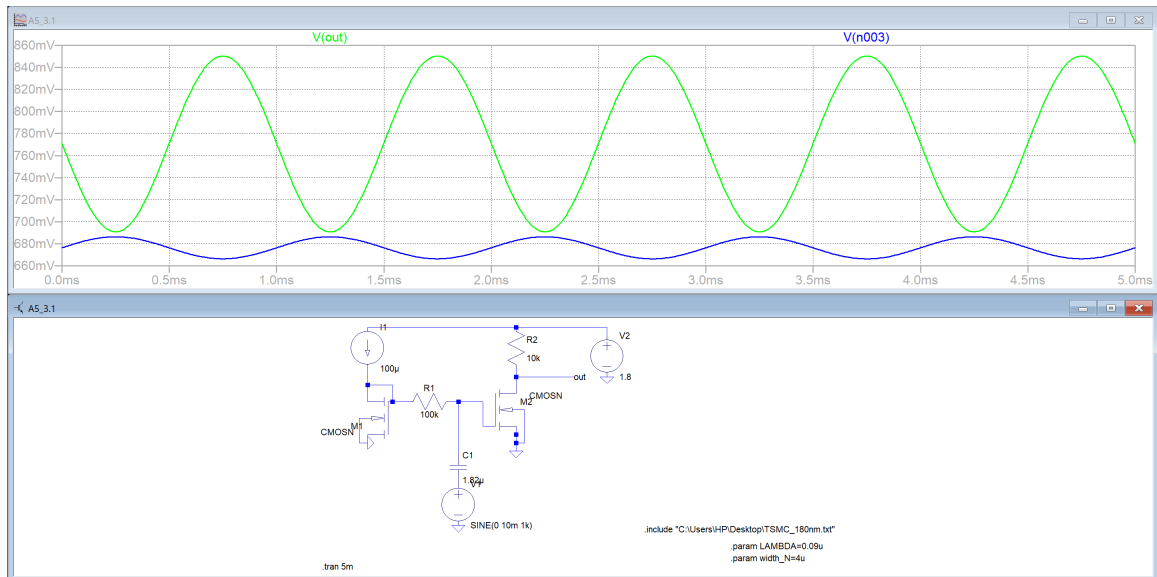 A5_3.1
V(out) V(n003)
860mV
840mV
820mV
800mV
780mV
760mV
740mV
720mV
700mV
680mV
660mV
0.0ms 0.5ms 1.0ms 1.5ms 2.0ms 2.5ms 3.0ms 3.5ms 4.0ms 4.5ms 5.0ms
A5_3.1
I1
100µ
R2
10k
V2
1.8
out
R1
100k
M1
CMOSN
M2
CMOSN
C1
1.82µ
V1
SINE(0 10m 1k)
.include "C:\Users\HP\Desktop\TSMC_180nm.txt"
.param LAMBDA=0.09u
.param width_N=4u
.tran 5m